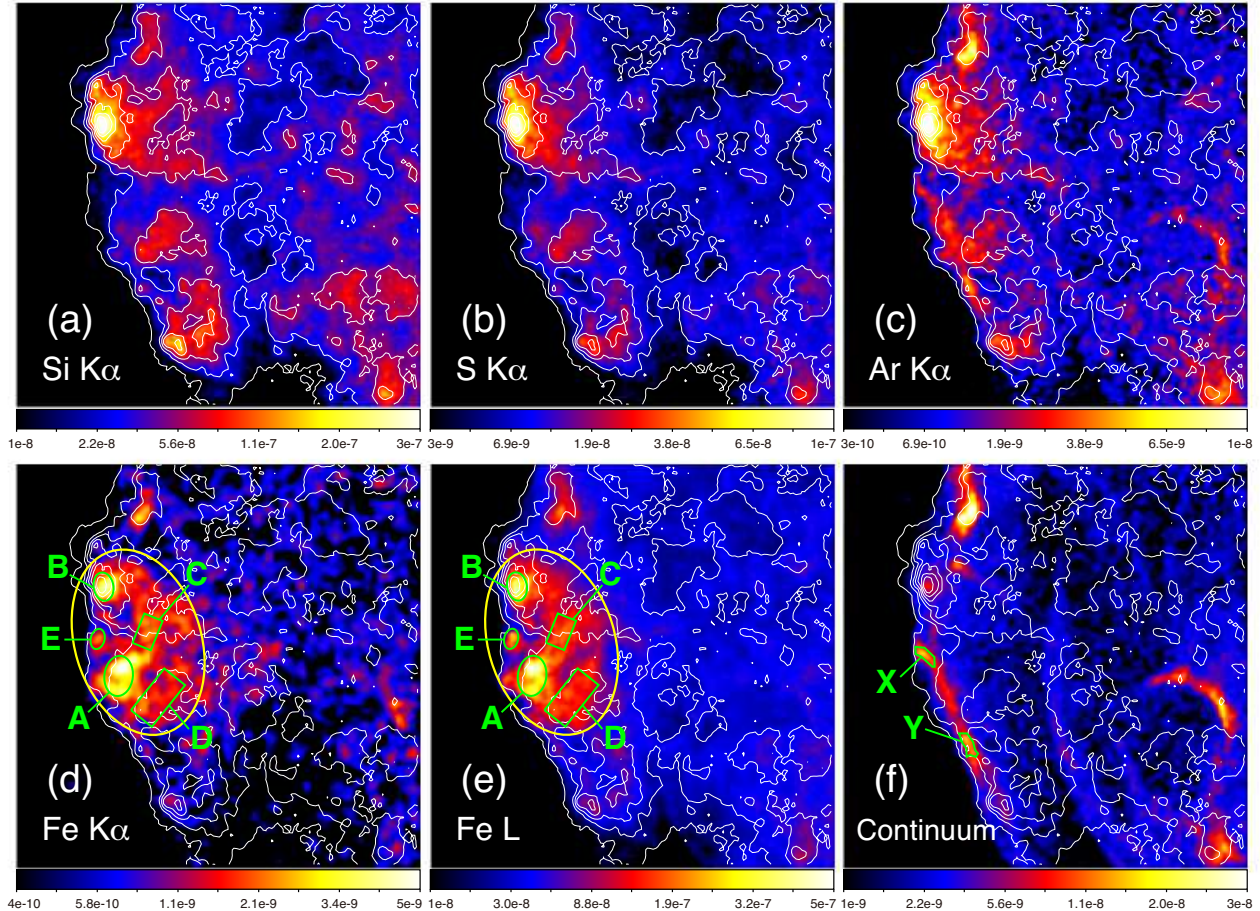 (a)
Si Kα
(b)
S Kα
(c)
Ar Kα
1e-8 2.2e-8 5.6e-8 1.1e-7 2.0e-7 3e-7
3e-9 6.9e-9 1.9e-8 3.8e-8 6.5e-8 1e-7
3e-10 6.9e-10 1.9e-9 3.8e-9 6.5e-9 1e-8
B
C
E
A
D
(d)
Fe Kα
B
C
E
A
D
(e)
Fe L
X
Y
(f)
Continuum
4e-10 5.8e-10 1.1e-9 2.1e-9 3.4e-9 5e-9
1e-8 3.0e-8 8.8e-8 1.9e-7 3.2e-7 5e-7
1e-9 2.2e-9 5.6e-9 1.1e-8 2.0e-8 3e-8